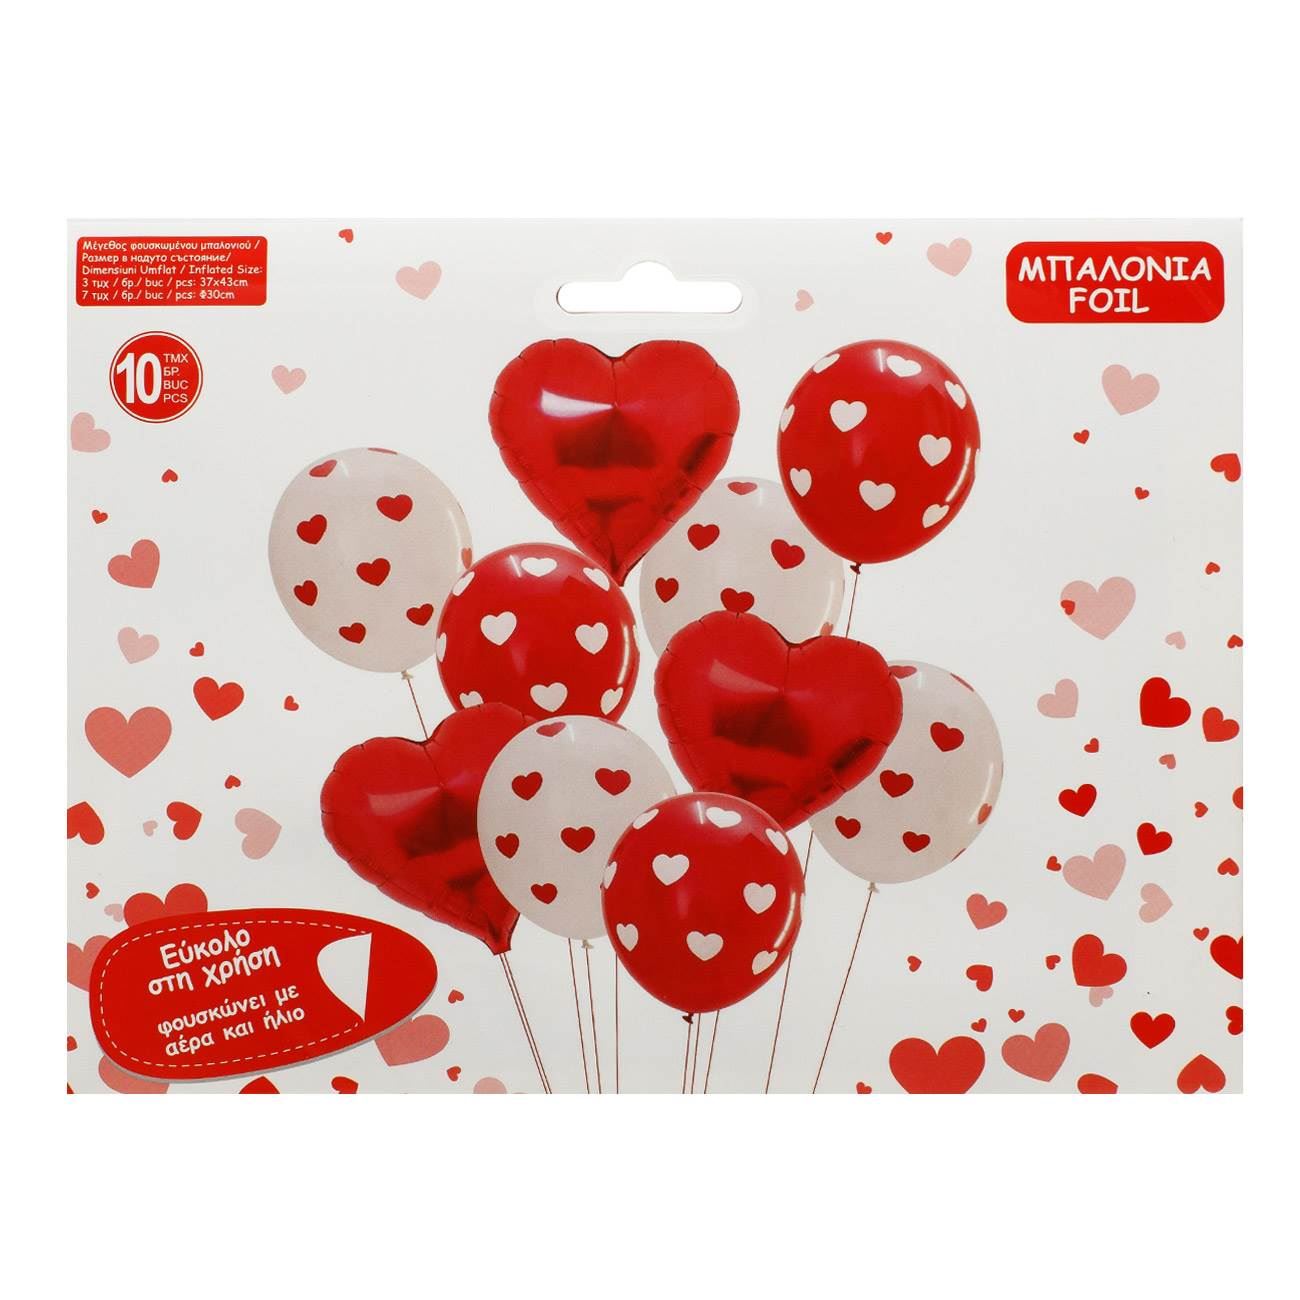 Μέγεθος φουσκωμένου μπαλονιού /
Размер в надуто състояние/
Dimensiuni Umflat / Inflated Size:
3 τμχ / бр./ buc / pcs: 37x43cm
7 τμχ / бр./ buc / pcs: Φ30cm
ΜΠΑΛΟΝΙΑ
FOIL
10
ΤΜΧ
БР.
BUC
PCS
Εύκολο
στη χρήση
φουσκώνει με
αέρα και ήλιο